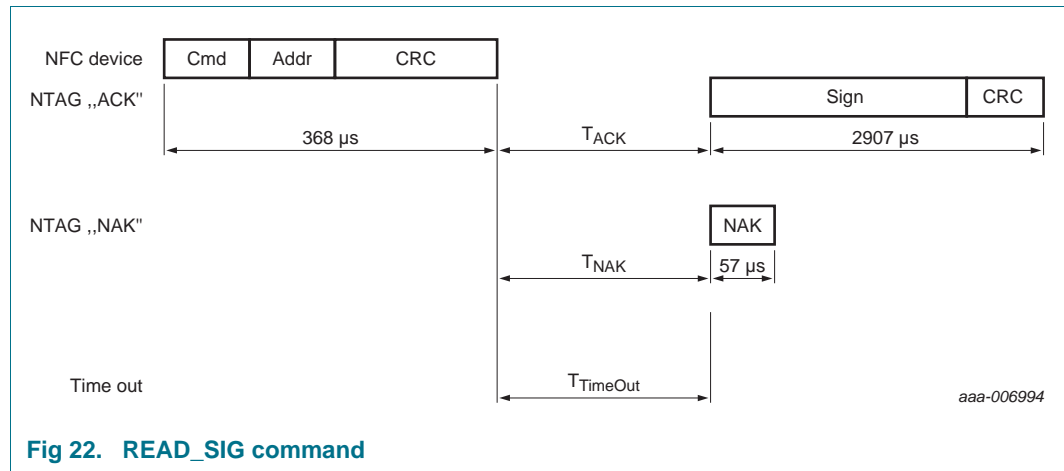 NFC device Cmd Addr CRC
NTAG ,,ACK" Sign CRC
368 µs TACK 2907 µs
NTAG ,,NAK" NAK
TNAK 57 µs
Time out TTimeOut aaa-006994
Fig 22. READ_SIG command